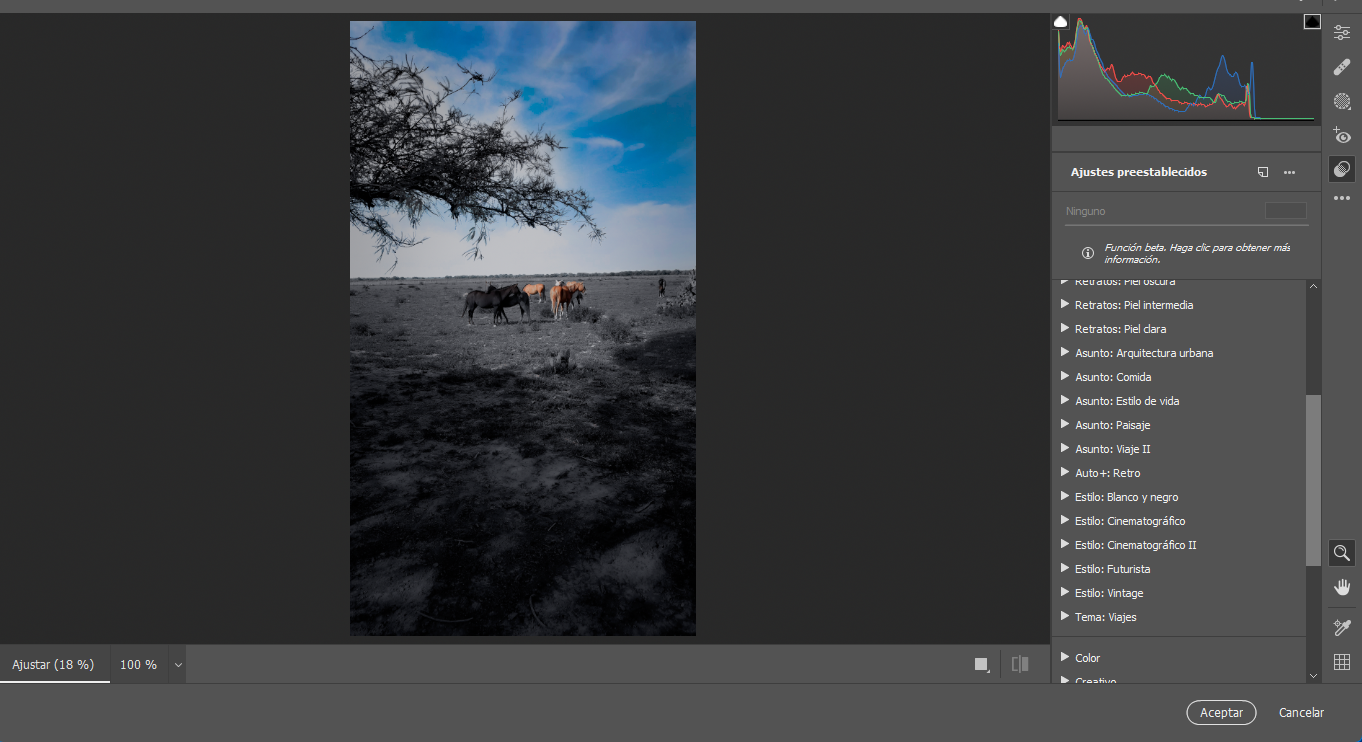 Ajustes preestablecidos
Ninguno
Función beta. Haga clic para obtener más
información.
Retratos: Piel oscura
Retratos: Piel intermedia
Retratos: Piel clara
Asunto: Arquitectura urbana
Asunto: Comida
Asunto: Estilo de vida
Asunto: Paisaje
Asunto: Viaje II
Auto+: Retro
Estilo: Blanco y negro
Estilo: Cinematográfico
Estilo: Cinematográfico II
Estilo: Futurista
Estilo: Vintage
Tema: Viajes
Color
Creativo
Ajustar (18 %) 100 %
Aceptar Cancelar